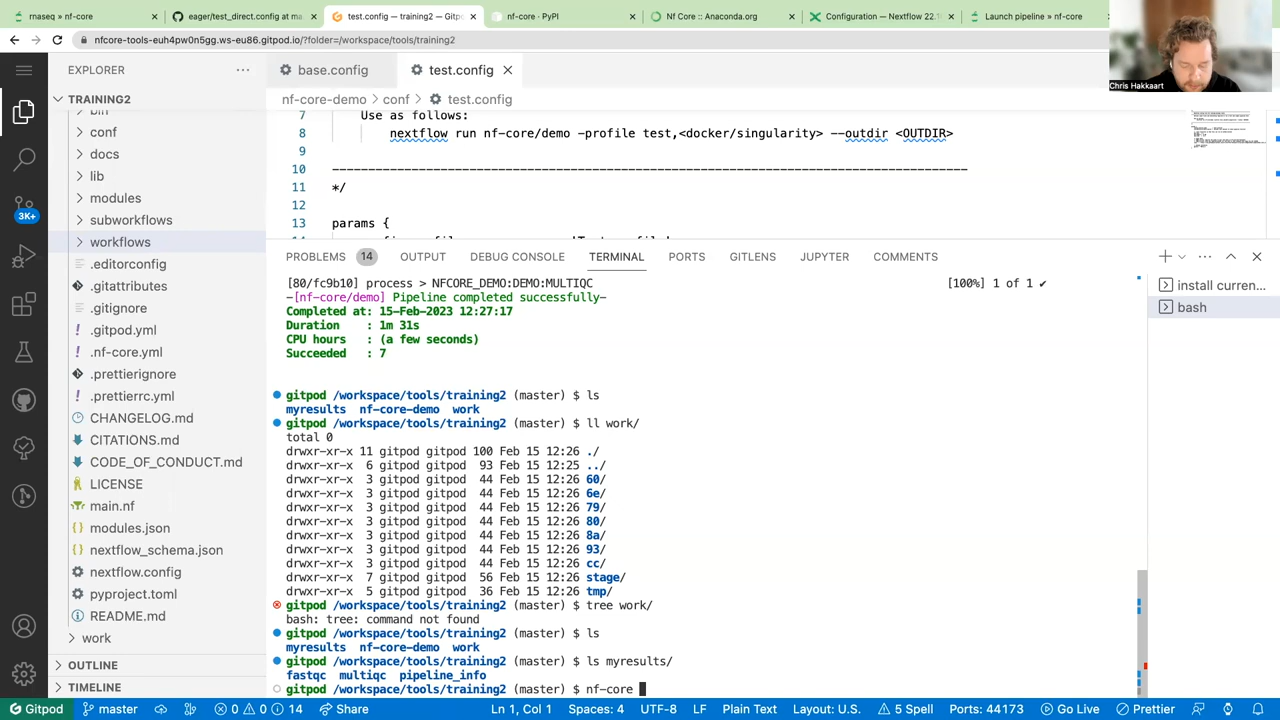 rnaseq » nf-core
eager/test_direct.config at ma
test.config — training2 — Gitp
nf-core · PyPI
Nf Core :: Anaconda.org
Configuration — Nextflow 22.1
Launch pipeline » nf-core
nfcore-tools-euh4pw0n5gg.ws-eu86.gitpod.io/?folder=/workspace/tools/training2
Chris Hakkaart
EXPLORER
base.config
test.config
TRAINING2
nf-core-demo > conf > test.config
bin
conf
docs
lib
modules
subworkflows
workflows
.editorconfig
.gitattributes
.gitignore
.gitpod.yml
.nf-core.yml
.prettierignore
.prettierrc.yml
CHANGELOG.md
CITATIONS.md
CODE_OF_CONDUCT.md
LICENSE
main.nf
modules.json
nextflow_schema.json
nextflow.config
pyproject.toml
README.md
work
OUTLINE
TIMELINE
3K+
7 Use as follows:
8 nextflow run nf-core/demo -profile test,<docker/singularity> --outdir <OUTDIR>
9
10 ----------------------------------------------------------------------------------------
11 */
12
13 params {
14
PROBLEMS 14 OUTPUT DEBUG CONSOLE TERMINAL PORTS GITLENS JUPYTER COMMENTS
[80/fc9b10] process > NFCORE_DEMO:DEMO:MULTIQC [100%] 1 of 1 ✔
-[nf-core/demo] Pipeline completed successfully-
Completed at: 15-Feb-2023 12:27:17
Duration : 1m 31s
CPU hours : (a few seconds)
Succeeded : 7
gitpod /workspace/tools/training2 (master) $ ls
myresults nf-core-demo work
gitpod /workspace/tools/training2 (master) $ ll work/
total 0
drwxr-xr-x 11 gitpod gitpod 100 Feb 15 12:26 ./
drwxr-xr-x 6 gitpod gitpod 93 Feb 15 12:25 ../
drwxr-xr-x 3 gitpod gitpod 44 Feb 15 12:26 60/
drwxr-xr-x 3 gitpod gitpod 44 Feb 15 12:26 6e/
drwxr-xr-x 3 gitpod gitpod 44 Feb 15 12:26 79/
drwxr-xr-x 3 gitpod gitpod 44 Feb 15 12:26 80/
drwxr-xr-x 3 gitpod gitpod 44 Feb 15 12:26 8a/
drwxr-xr-x 3 gitpod gitpod 44 Feb 15 12:26 93/
drwxr-xr-x 3 gitpod gitpod 44 Feb 15 12:26 cc/
drwxr-xr-x 7 gitpod gitpod 56 Feb 15 12:26 stage/
drwxr-xr-x 5 gitpod gitpod 36 Feb 15 12:26 tmp/
gitpod /workspace/tools/training2 (master) $ tree work/
bash: tree: command not found
gitpod /workspace/tools/training2 (master) $ ls
myresults nf-core-demo work
gitpod /workspace/tools/training2 (master) $ ls myresults/
fastqc multiqc pipeline_info
gitpod /workspace/tools/training2 (master) $ nf-core
install curren...
bash
Gitpod master 0 0 14 Share Ln 1, Col 1 Spaces: 4 UTF-8 LF Plain Text Layout: U.S. 5 Spell Ports: 44173 Go Live Prettier